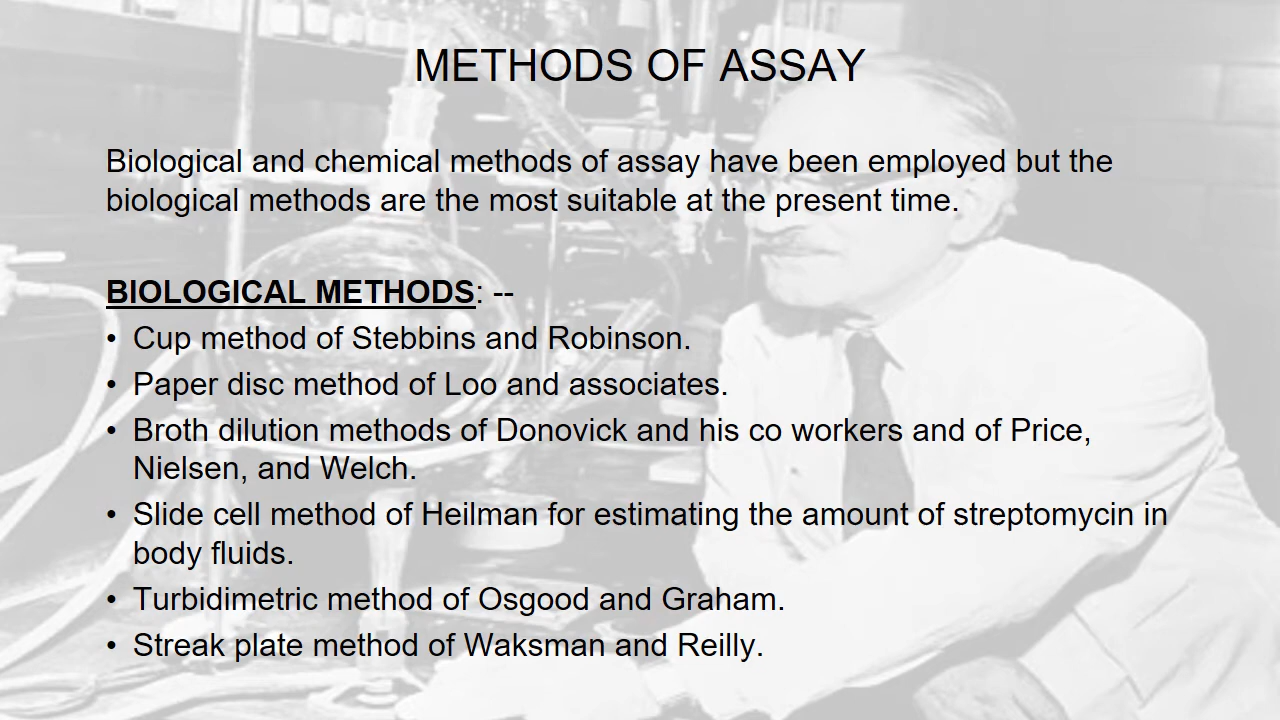 METHODS OF ASSAY
Biological and chemical methods of assay have been employed but the
biological methods are the most suitable at the present time.
BIOLOGICAL METHODS: --
• Cup method of Stebbins and Robinson.
• Paper disc method of Loo and associates.
• Broth dilution methods of Donovick and his co workers and of Price,
Nielsen, and Welch.
• Slide cell method of Heilman for estimating the amount of streptomycin in
body fluids.
• Turbidimetric method of Osgood and Graham.
• Streak plate method of Waksman and Reilly.